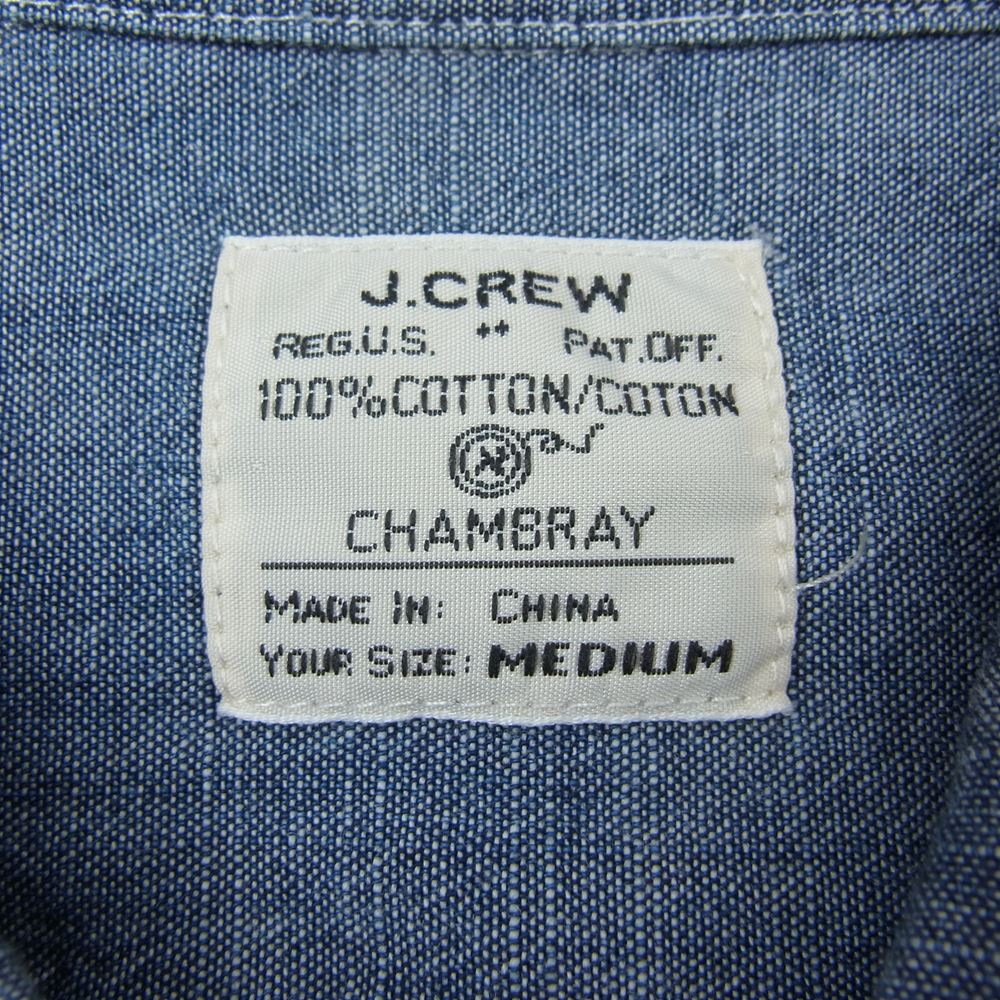 J.CREW
REG.U.S. PAT.OFF.
100%COTTON/COTON
CHAMBRAY
MADE IN: CHINA
YOUR SIZE: MEDIUM